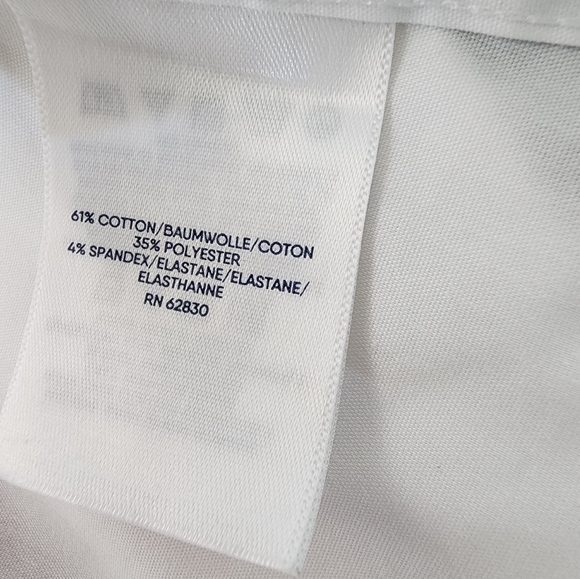 61% COTTON/BAUMWOLLE/COTON
35% POLYESTER
4% SPANDEX/ELASTANE/ELASTANE/
ELASTHANNE
RN 62830